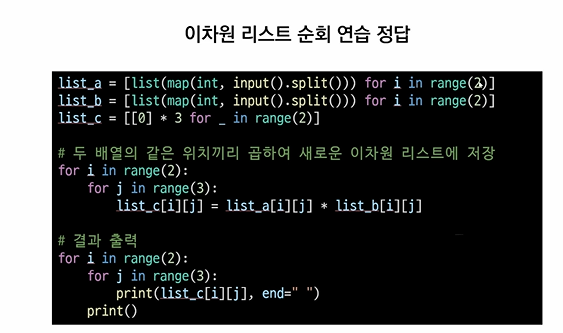 이차원 리스트 순회 연습 정답
list_a = [list(map(int, input().split())) for i in range(2)]
list_b = [list(map(int, input().split())) for i in range(2)]
list_c = [[0] * 3 for _ in range(2)]
# 두 배열의 같은 위치끼리 곱하여 새로운 이차원 리스트에 저장
for i in range(2):
    for j in range(3):
        list_c[i][j] = list_a[i][j] * list_b[i][j]
# 결과 출력
for i in range(2):
    for j in range(3):
        print(list_c[i][j], end=" ")
    print()